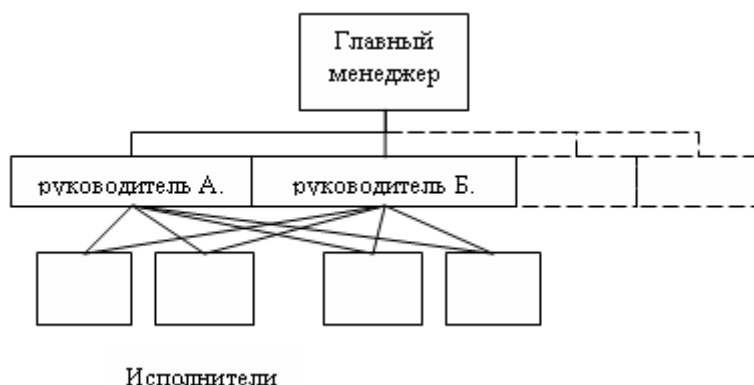 Главный
менеджер
руководитель А.
руководитель Б.
Исполнители